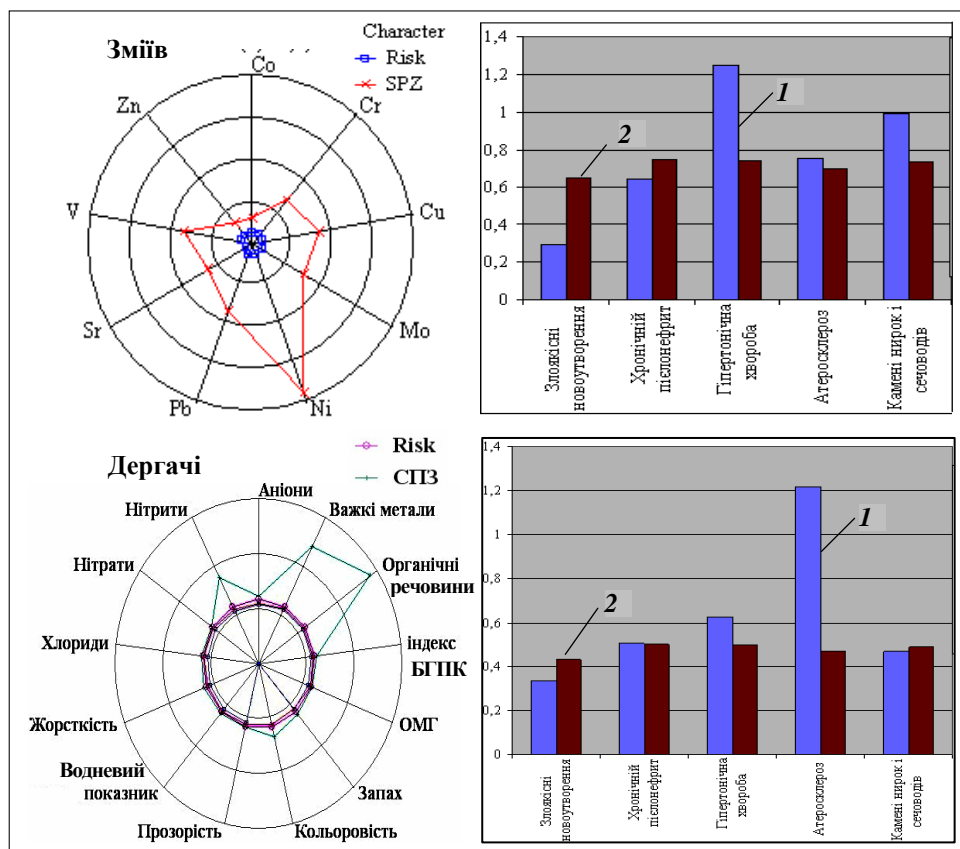 Зміїв
Character
Risk
SPZ
Co
Cr
Cu
Mo
Ni
Pb
Sr
V
Zn
1,4
1,2
1
0,8
0,6
0,4
0,2
0
1
2
Злоякісні
новоутворення
Хронічній
пієлонефрит
Гіпертонічна
хвороба
Атеросклероз
Камені нирок і
сечоводів
Дергачі
Risk
СПЗ
Аніони
Важкі метали
Органічні
речовини
індекс
БГПК
ОМГ
Запах
Кольоровість
Прозорість
Водневий
показник
Жорсткість
Хлориди
Нітрати
Нітрити
1,4
1,2
1
0,8
0,6
0,4
0,2
0
1
2
Злоякісні
новоутворення
Хронічній
пієлонефрит
Гіпертонічна
хвороба
Атеросклероз
Камені нирок і
сечоводів